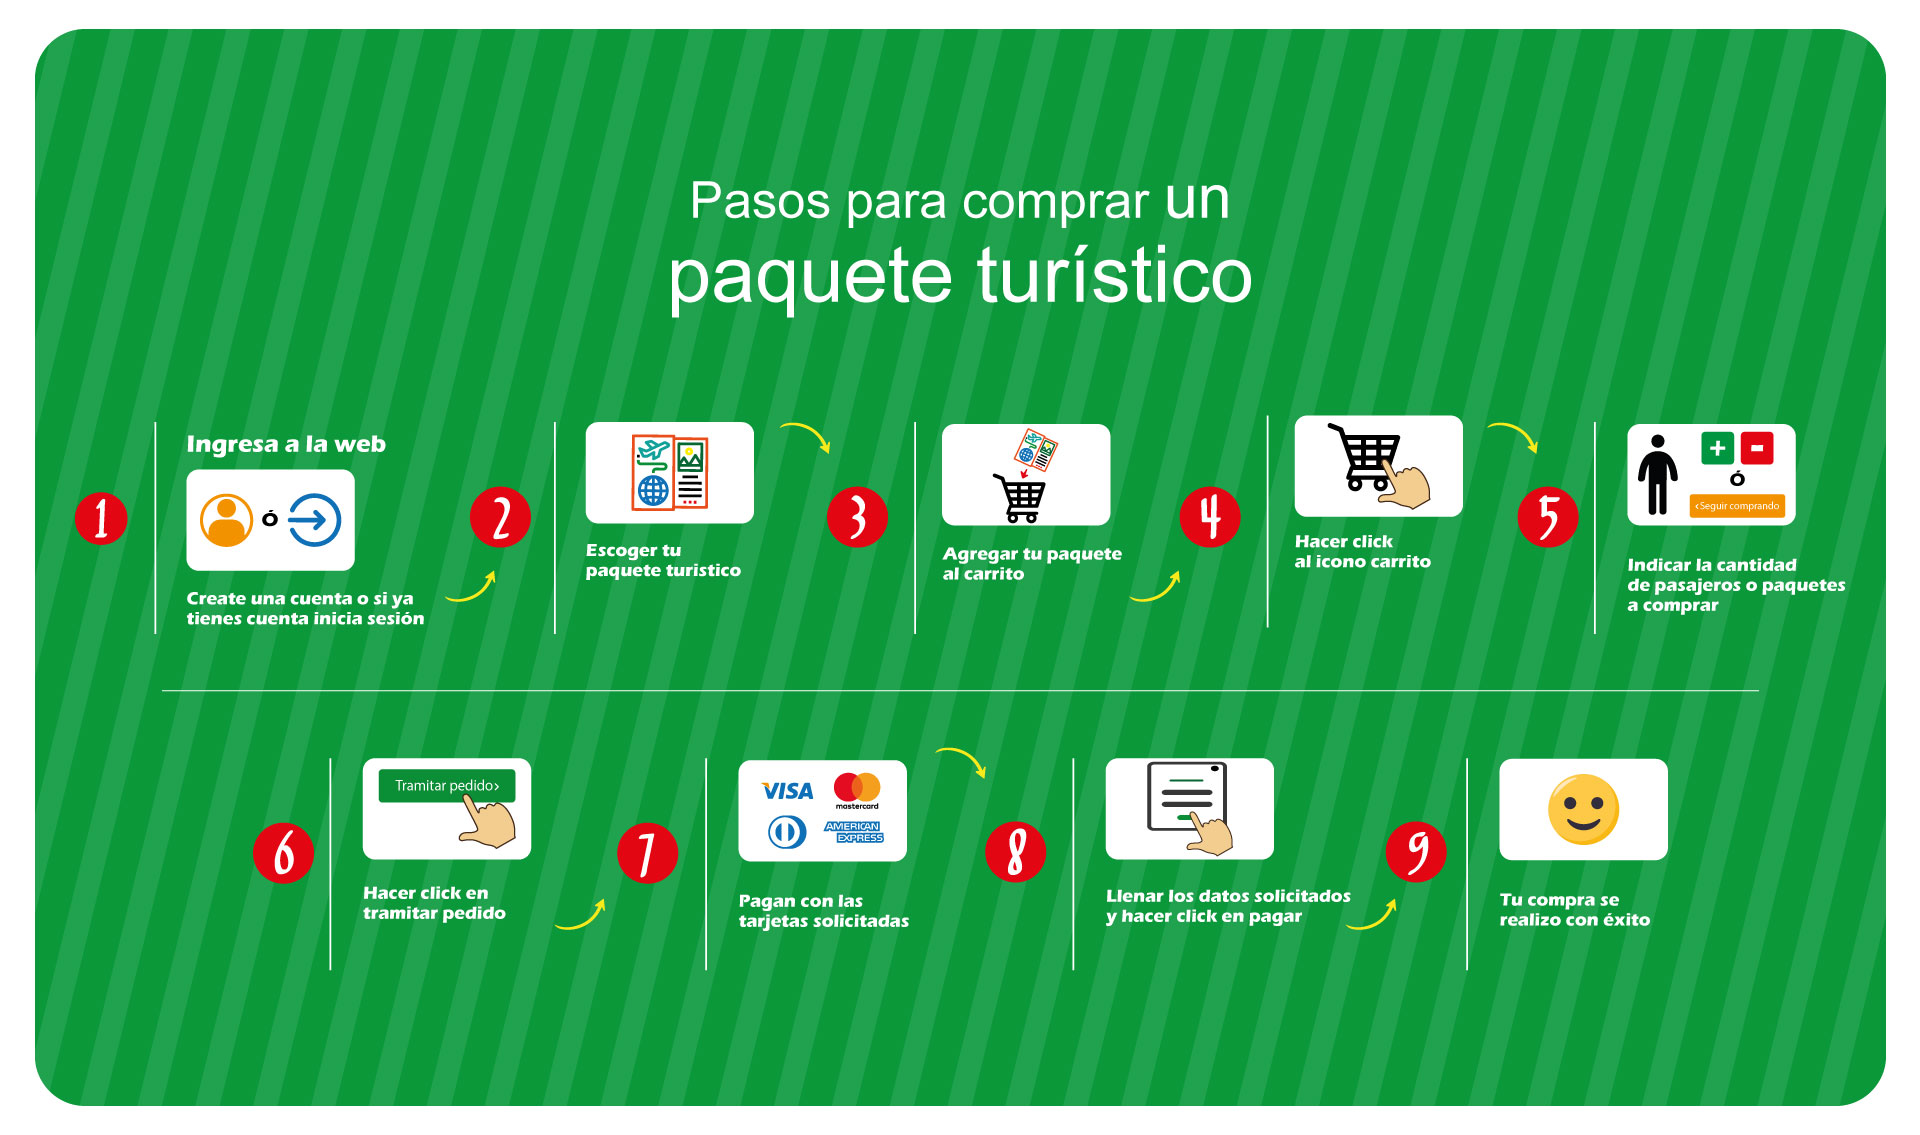 Pasos para comprar un
paquete turístico
1
Ingresa a la web
Ó
Create una cuenta o si ya
tienes cuenta inicia sesión
2
Escoger tu
paquete turistico
3
Agregar tu paquete
al carrito
4
Hacer click
al icono carrito
5
+ -
Ó
‹Seguir comprando
Indicar la cantidad
de pasajeros o paquetes
a comprar
6
Tramitar pedido›
Hacer click en
tramitar pedido
7
VISA
mastercard
AMERICAN
EXPRESS
Pagan con las
tarjetas solicitadas
8
Llenar los datos solicitados
y hacer click en pagar
9
Tu compra se
realizo con éxito